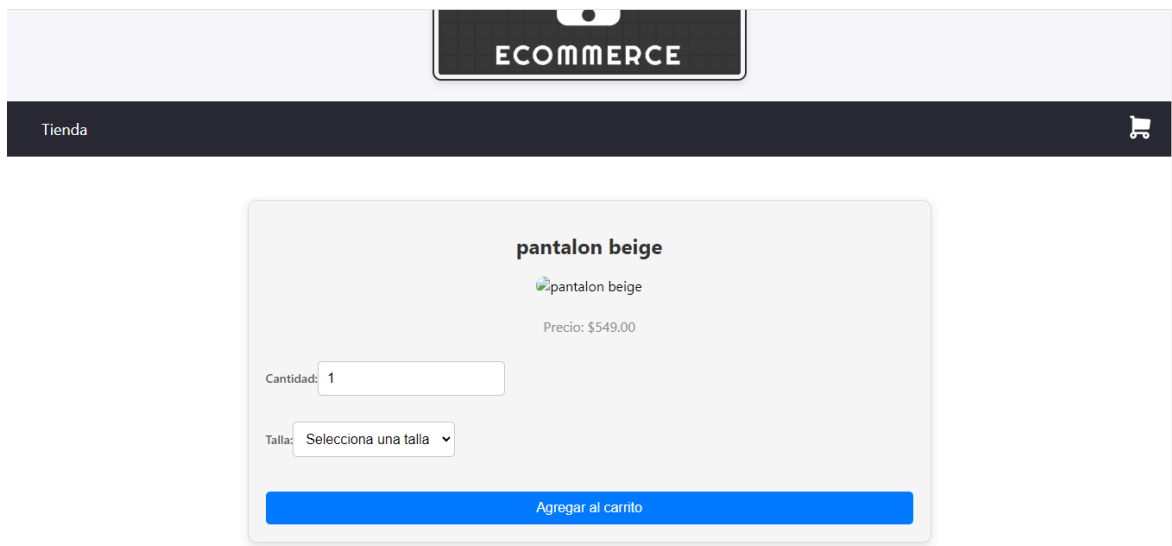 ECOMMERCE
Tienda
pantalon beige
pantalon beige
Precio: $549.00
Cantidad: 1
Talla: Selecciona una talla
Agregar al carrito